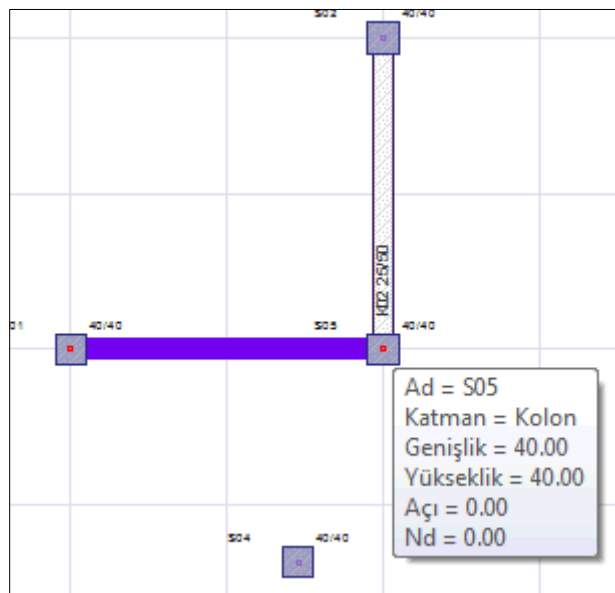 S02 40/40
KD2 25/50
01 40/40 S05 40/40
Ad = S05
Katman = Kolon
Genişlik = 40.00
Yükseklik = 40.00
Açı = 0.00
Nd = 0.00
S04 40/40